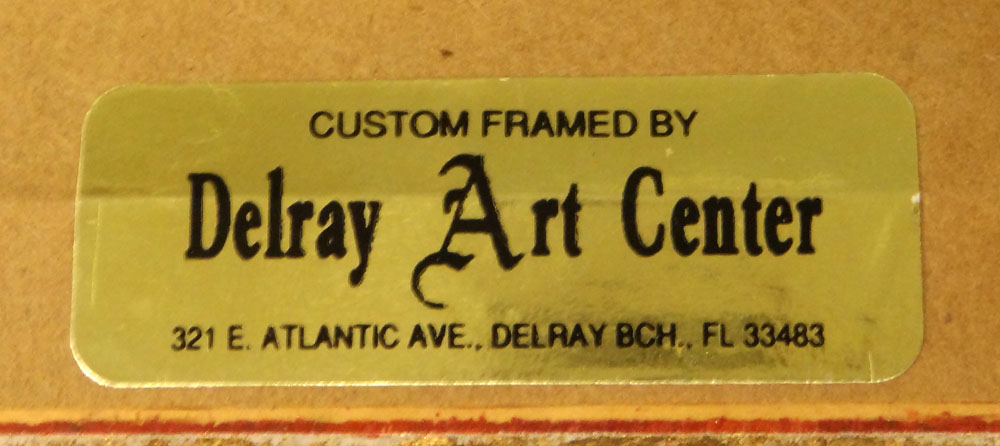 CUSTOM FRAMED BY
Delray Art Center
321 E. ATLANTIC AVE., DELRAY BCH., FL 33483